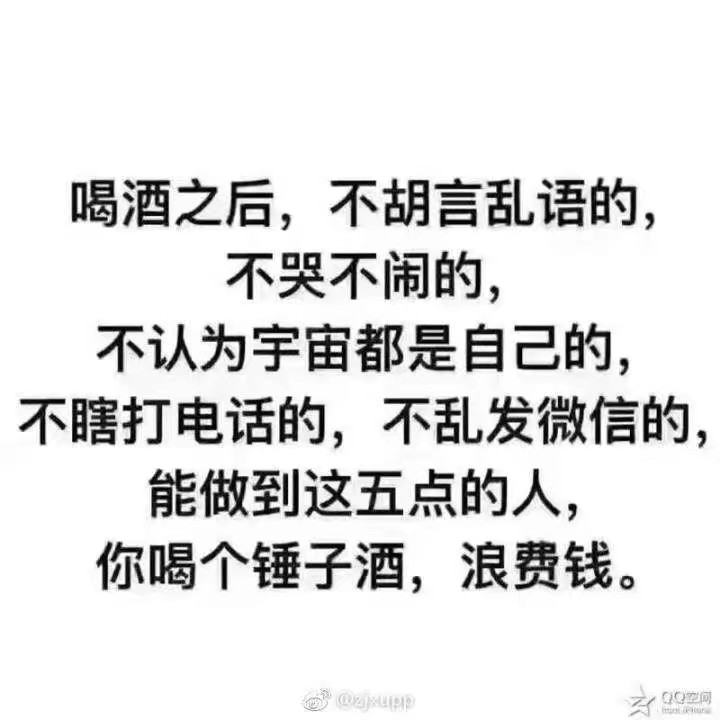 喝酒之后，不胡言乱语的，
不哭不闹的，
不认为宇宙都是自己的，
不瞎打电话的，不乱发微信的，
能做到这五点的人，
你喝个锤子酒，浪费钱。
@zjxupp
QQ空间
from iPhone